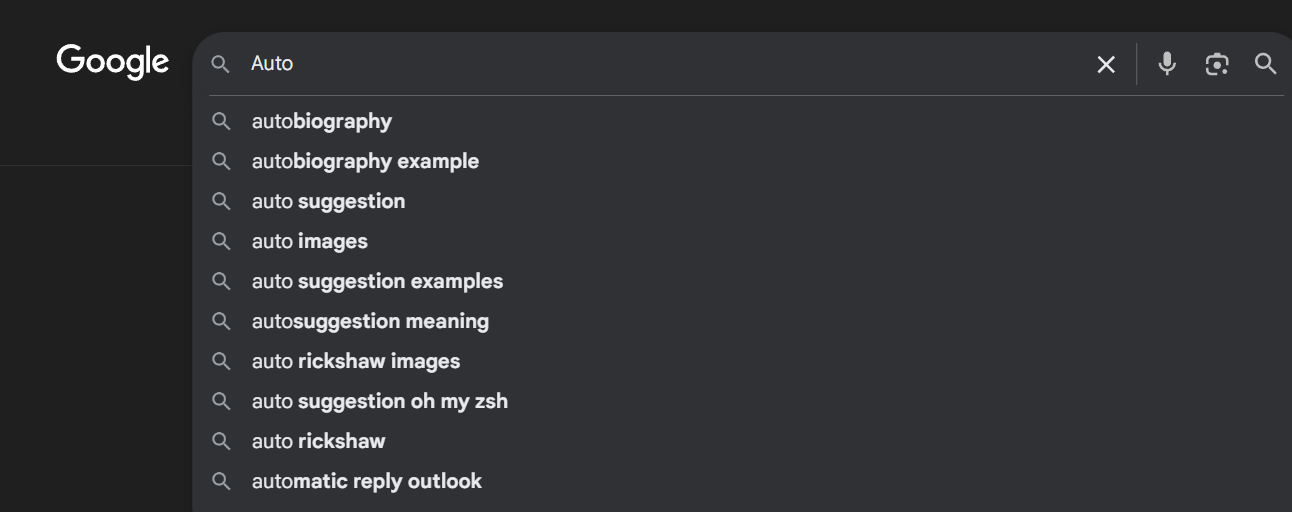 Google
Auto
autobiography
autobiography example
auto suggestion
auto images
auto suggestion examples
autosuggestion meaning
auto rickshaw images
auto suggestion oh my zsh
auto rickshaw
automatic reply outlook